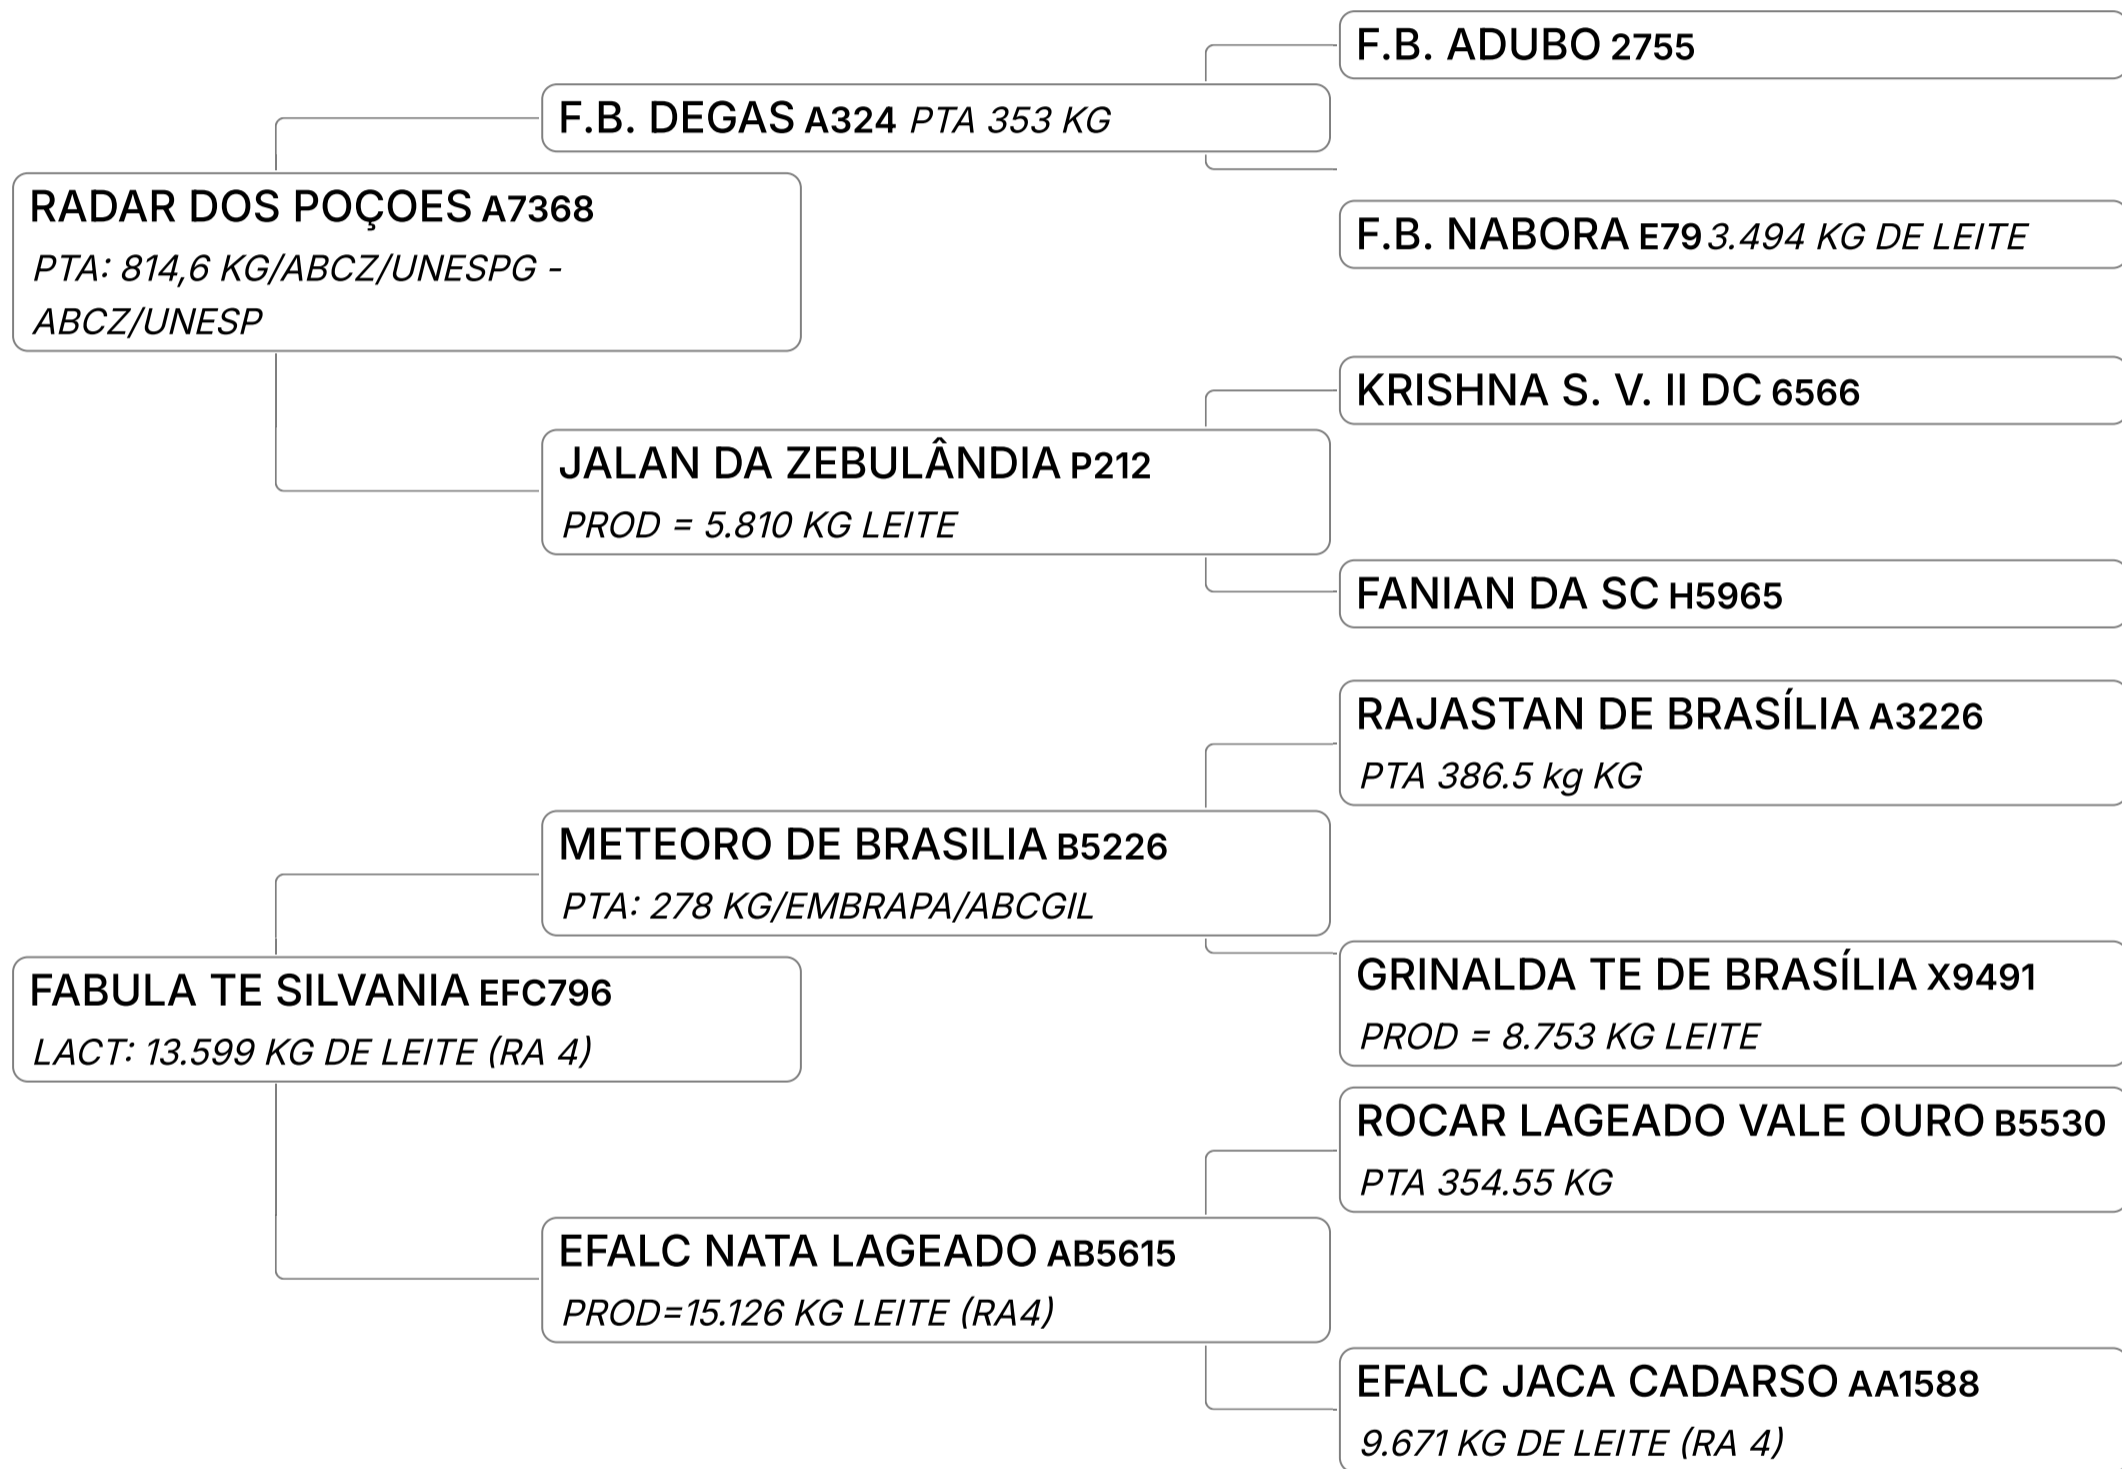 F.B. ADUBO 2755
F.B. DEGAS A324 PTA 353 KG
RADAR DOS POÇOES A7368
PTA: 814,6 KG/ABCZ/UNESPG -
ABCZ/UNESP
F.B. NABORA E79 3.494 KG DE LEITE
KRISHNA S. V. II DC 6566
JALAN DA ZEBULÂNDIA P212
PROD = 5.810 KG LEITE
FANIAN DA SC H5965
RAJASTAN DE BRASÍLIA A3226
PTA 386.5 kg KG
METEORO DE BRASILIA B5226
PTA: 278 KG/EMBRAPA/ABCGIL
FABULA TE SILVANIA EFC796
LACT: 13.599 KG DE LEITE (RA 4)
GRINALDA TE DE BRASÍLIA X9491
PROD = 8.753 KG LEITE
ROCAR LAGEADO VALE OURO B5530
PTA 354.55 KG
EFALC NATA LAGEADO AB5615
PROD=15.126 KG LEITE (RA4)
EFALC JACA CADARSO AA1588
9.671 KG DE LEITE (RA 4)